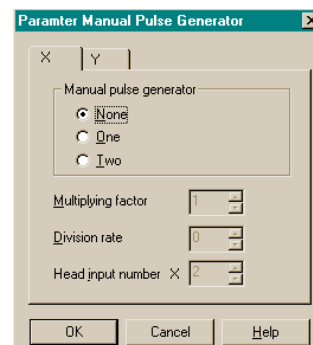 Paramter Manual Pulse Generator
X Y
Manual pulse generator
None
One
Two
Multiplying factor 1
Division rate 0
Head input number X 2
OK Cancel Help